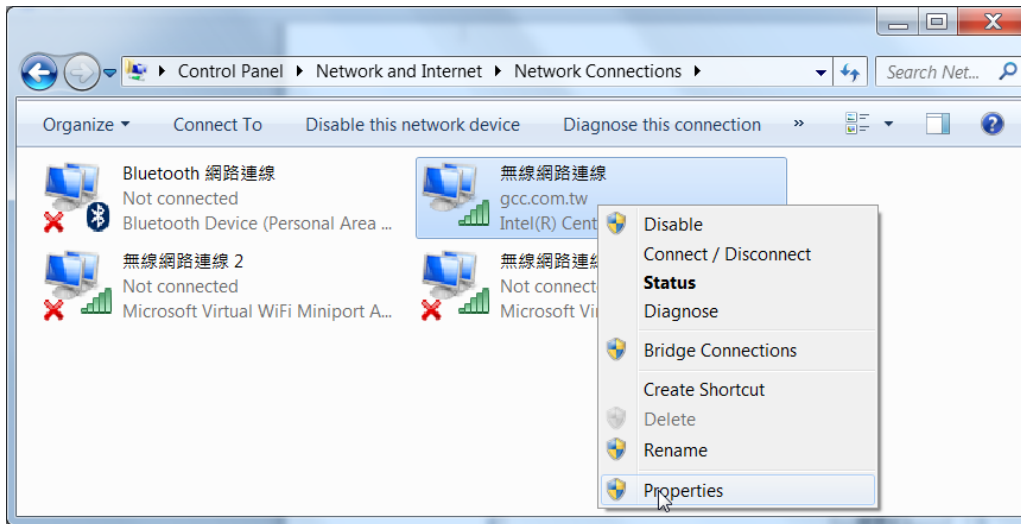 Control Panel ▸ Network and Internet ▸ Network Connections ▸
Search Net...
Organize
Connect To
Disable this network device
Diagnose this connection
»
Bluetooth 網路連線
Not connected
Bluetooth Device (Personal Area ...
無線網路連線
gcc.com.tw
Intel(R) Cent
無線網路連線 2
Not connected
Microsoft Virtual WiFi Miniport A...
無線網路連
Not connect
Microsoft Vi
Disable
Connect / Disconnect
Status
Diagnose
Bridge Connections
Create Shortcut
Delete
Rename
Properties